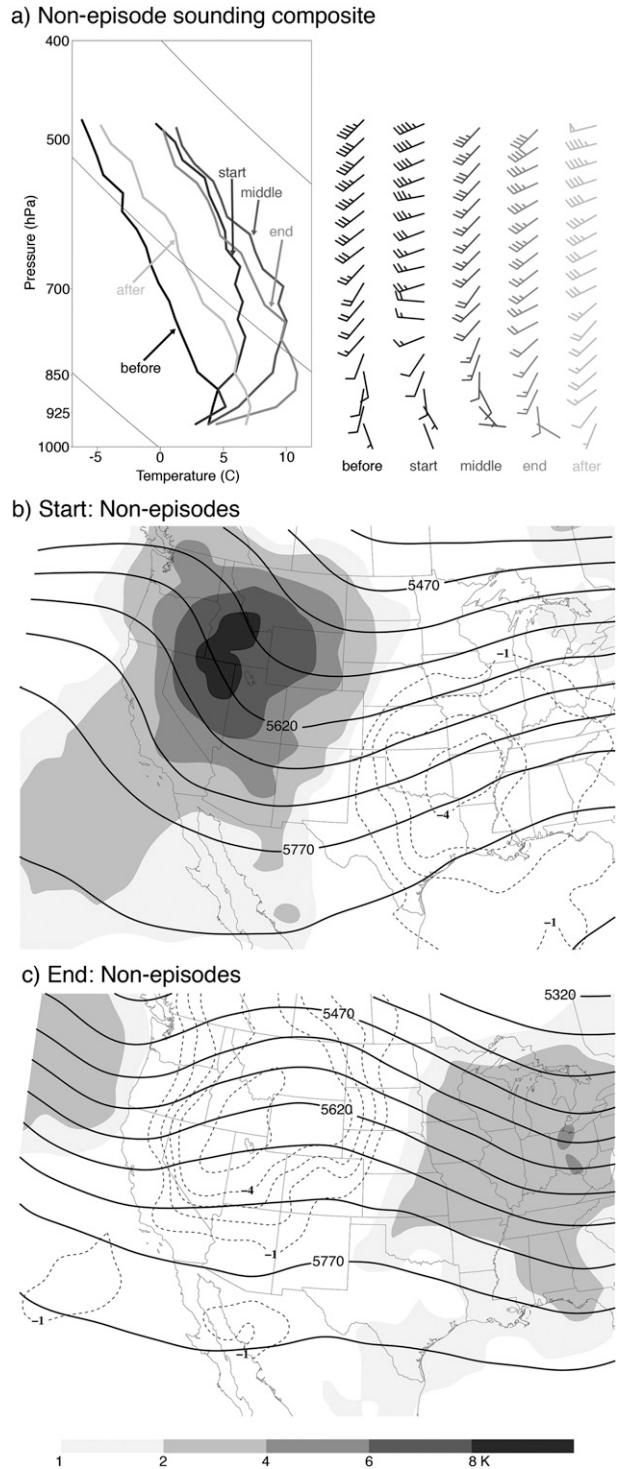 a) Non-episode sounding composite
400
500
700
850
925
1000
Pressure (hPa)
-5
0
5
10
Temperature (C)
start
middle
end
after
before
before
start
middle
end
after
b) Start: Non-episodes
5470
-1
5620
-4
5770
-1
c) End: Non-episodes
5320
5470
5620
-4
-1
5770
-1
-1
1
2
4
6
8 K